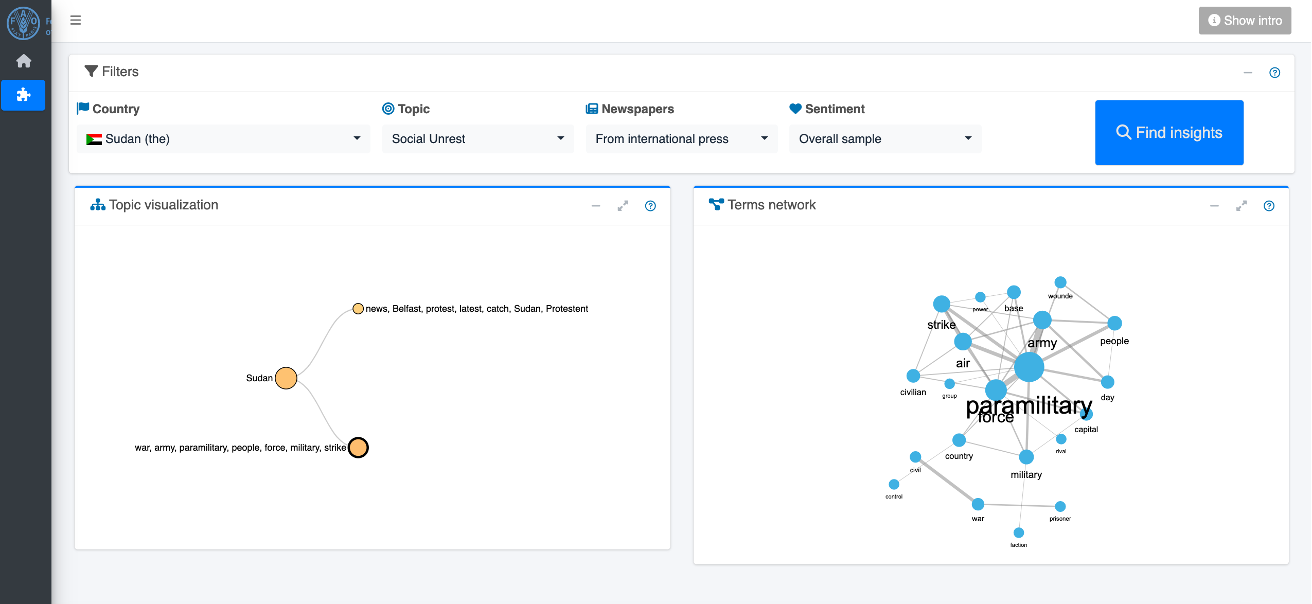 FAO
Show intro
Filters
Country
Topic
Newspapers
Sentiment
Sudan (the)
Social Unrest
From international press
Overall sample
Find insights
Topic visualization
Terms network
news, Belfast, protest, latest, catch, Sudan, Protestent
Sudan
war, army, paramilitary, people, force, military, strike
wounde
power
base
strike
army
people
air
civilian
group
day
paramilitary
force
capital
rival
country
civil
military
control
war
prisoner
faction